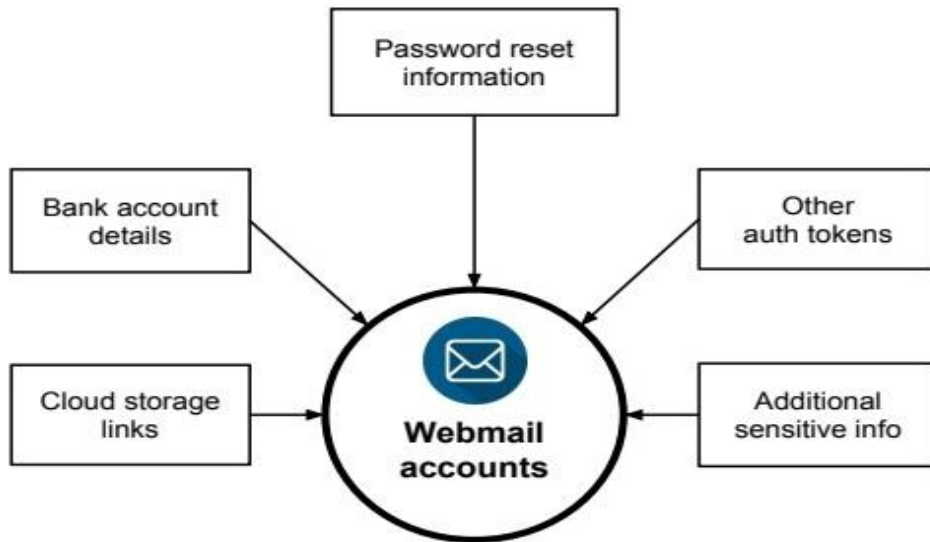 Password reset
information
Bank account
details
Other
auth tokens
Cloud storage
links
Webmail
accounts
Additional
sensitive info